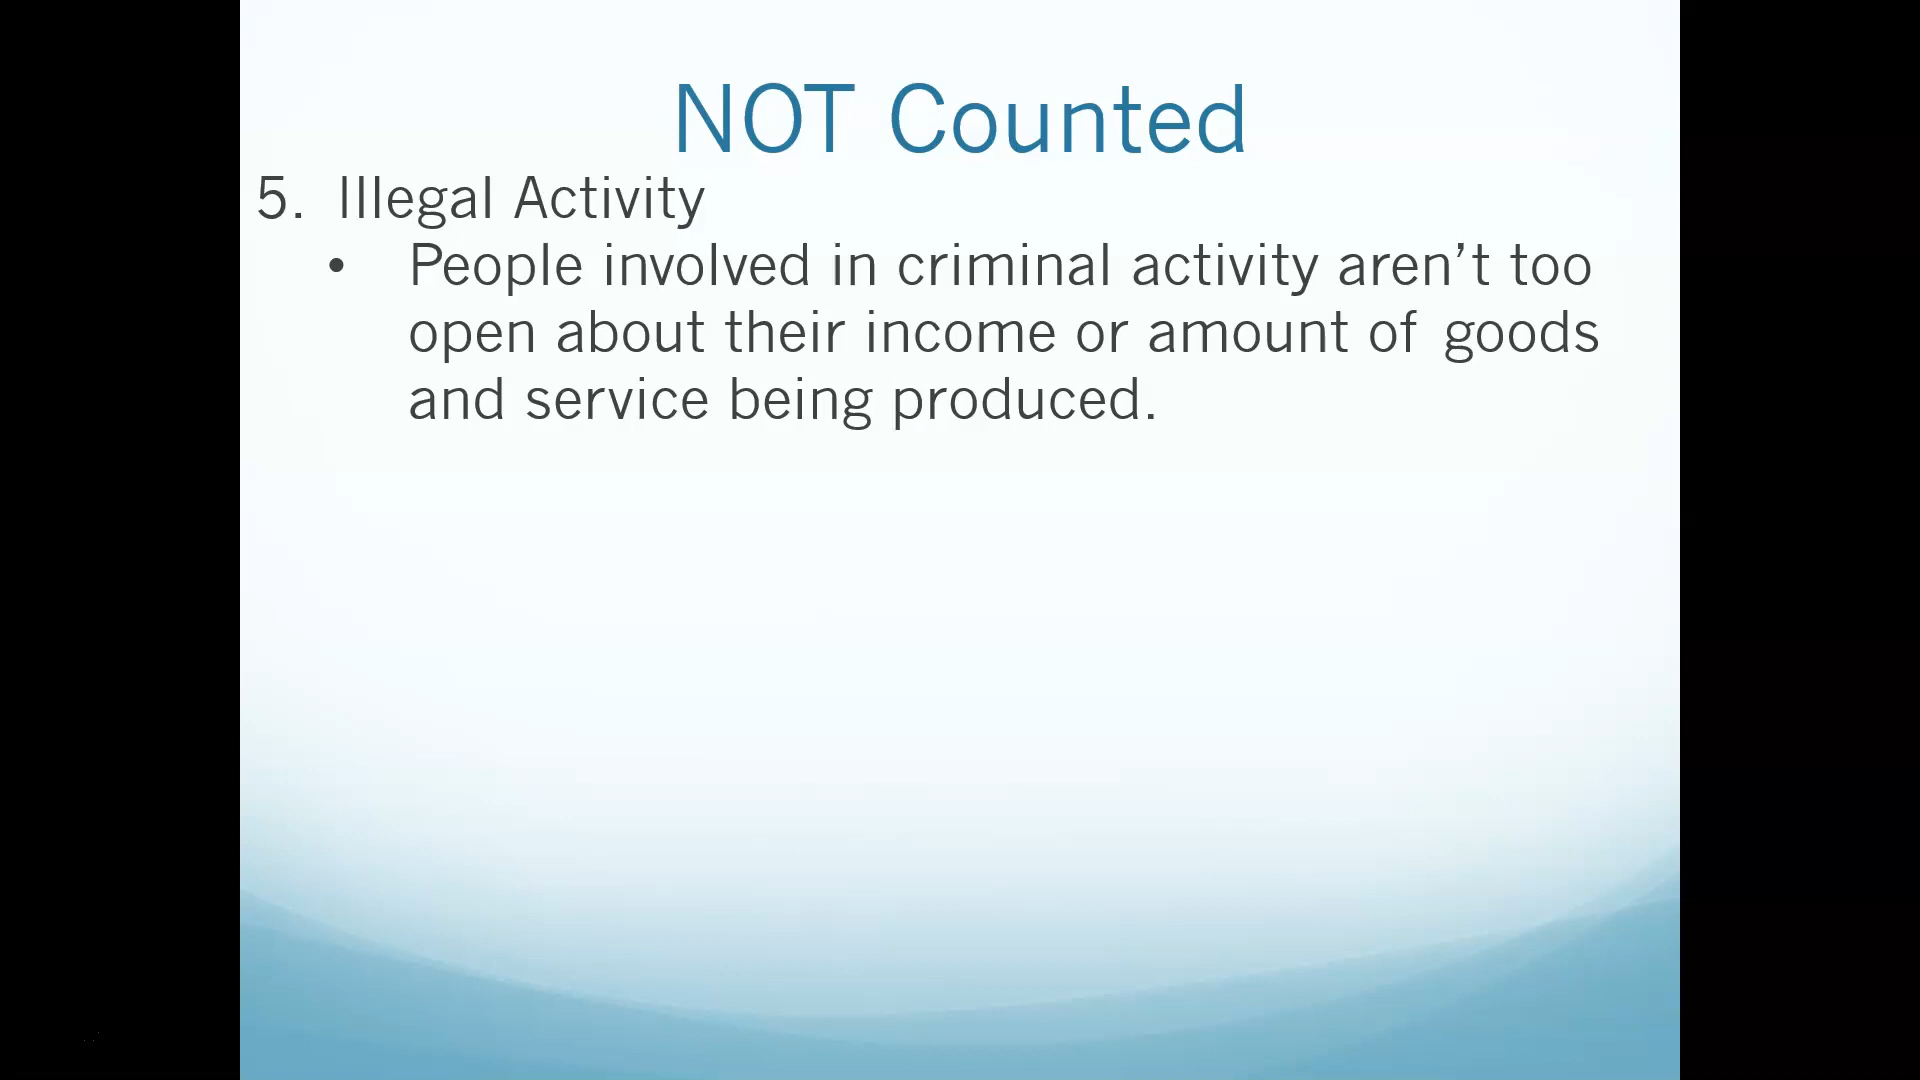 NOT Counted
5. Illegal Activity
• People involved in criminal activity aren’t too
open about their income or amount of goods
and service being produced.